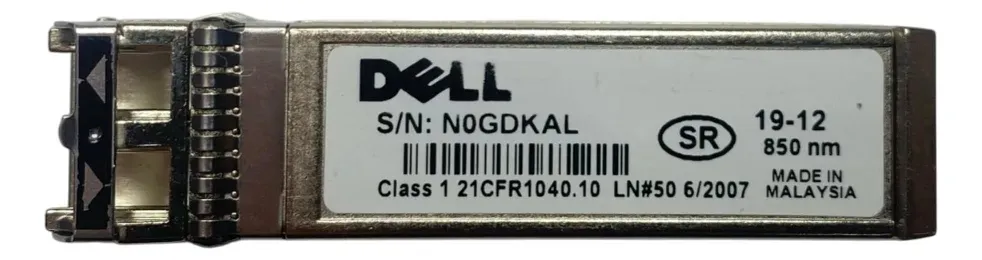 DELL
S/N: N0GDKAL
Class 1 21CFR1040.10 LN#50 6/2007
SR
19-12
850 nm
MADE IN
MALAYSIA